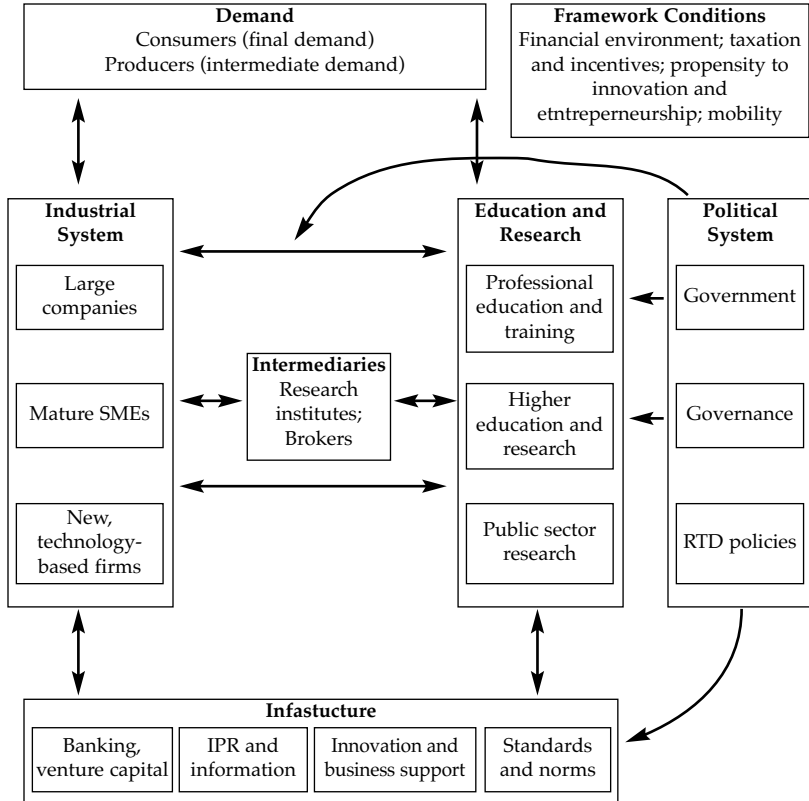 Demand
Consumers (final demand)
Producers (intermediate demand)
Framework Conditions
Financial environment; taxation
and incentives; propensity to
innovation and
etntreperneurship; mobility
Industrial
System
Large
companies
Mature SMEs
New,
technology-
based firms
Intermediaries
Research
institutes;
Brokers
Education and
Research
Professional
education and
training
Higher
education and
research
Public sector
research
Political
System
Government
Governance
RTD policies
Infastucture
Banking,
venture capital
IPR and
information
Innovation and
business support
Standards
and norms